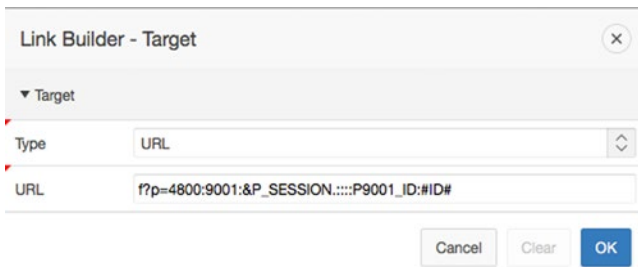 Link Builder - Target
Target
Type URL
URL f?p=4800:9001:&P_SESSION.::::P9001_ID:#ID#
Cancel Clear OK